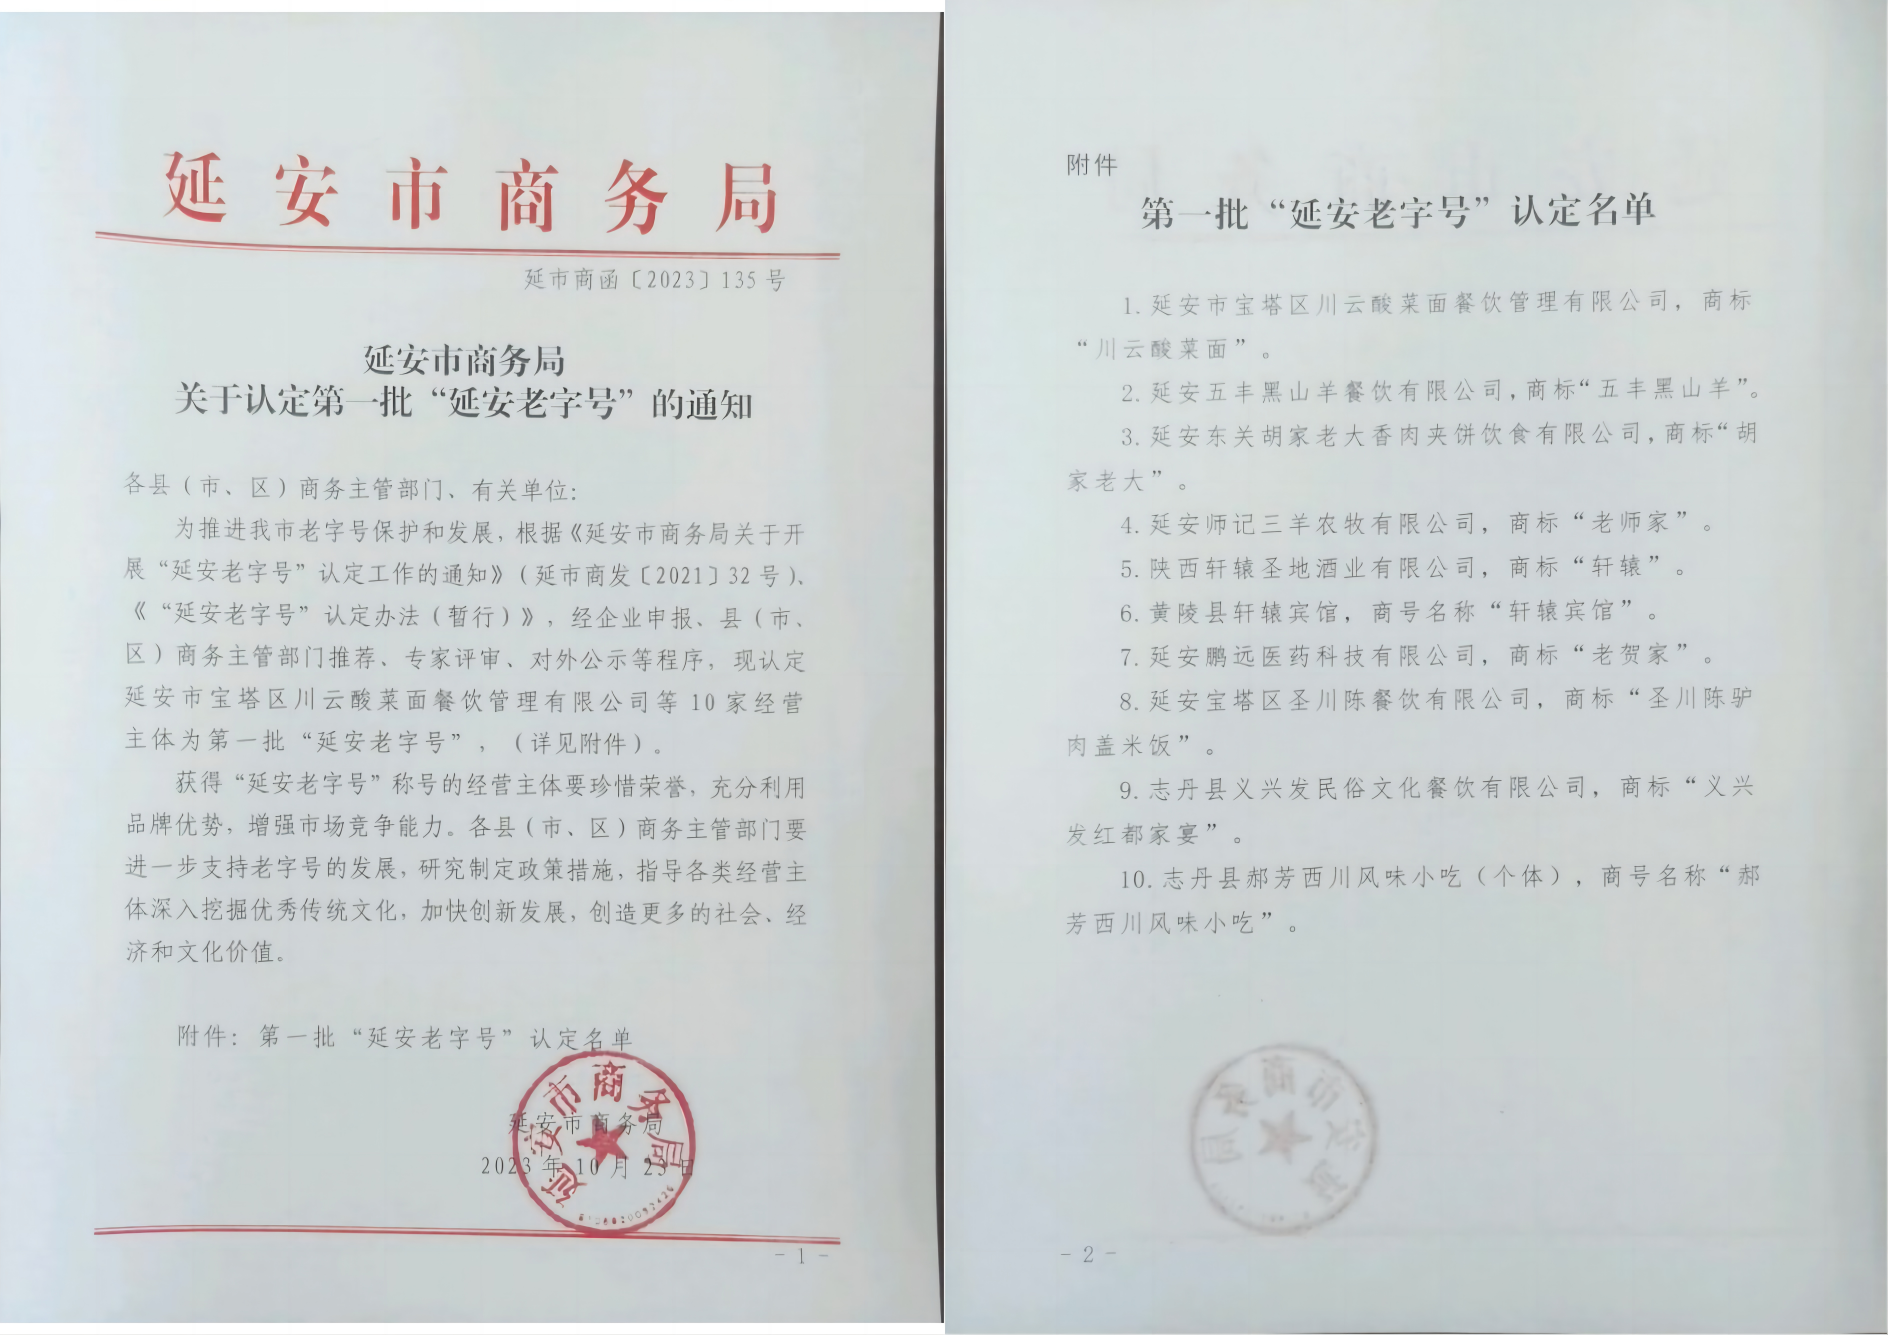 延安市商务局
延市商函〔2023〕135号
延安市商务局
关于认定第一批“延安老字号”的通知
各县（市、区）商务主管部门、有关单位：
为推进我市老字号保护和发展，根据《延安市商务局关于开
展“延安老字号”认定工作的通知》（延市商发〔2021〕32号）、
《“延安老字号”认定办法（暂行）》，经企业申报、县（市、
区）商务主管部门推荐、专家评审、对外公示等程序，现认定
延安市宝塔区川云酸菜面餐饮管理有限公司等10家经营
主体为第一批“延安老字号”，（详见附件）。
获得“延安老字号”称号的经营主体要珍惜荣誉，充分利用
品牌优势，增强市场竞争能力。各县（市、区）商务主管部门要
进一步支持老字号的发展，研究制定政策措施，指导各类经营主
体深入挖掘优秀传统文化，加快创新发展，创造更多的社会、经
济和文化价值。
附件：第一批“延安老字号”认定名单
延安市商务局
延安市商务局
2023年10月23日
- 1 -
附件
第一批“延安老字号”认定名单
1.延安市宝塔区川云酸菜面餐饮管理有限公司，商标
“川云酸菜面”。
2.延安五丰黑山羊餐饮有限公司，商标“五丰黑山羊”。
3.延安东关胡家老大香肉夹饼饮食有限公司，商标“胡
家老大”。
4.延安师记三羊农牧有限公司，商标“老师家”。
5.陕西轩辕圣地酒业有限公司，商标“轩辕”。
6.黄陵县轩辕宾馆，商号名称“轩辕宾馆”。
7.延安鹏远医药科技有限公司，商标“老贺家”。
8.延安宝塔区圣川陈餐饮有限公司，商标“圣川陈驴
肉盖米饭”。
9.志丹县义兴发民俗文化餐饮有限公司，商标“义兴
发红都家宴”。
10.志丹县郝芳西川风味小吃（个体），商号名称“郝
芳西川风味小吃”。
- 2 -